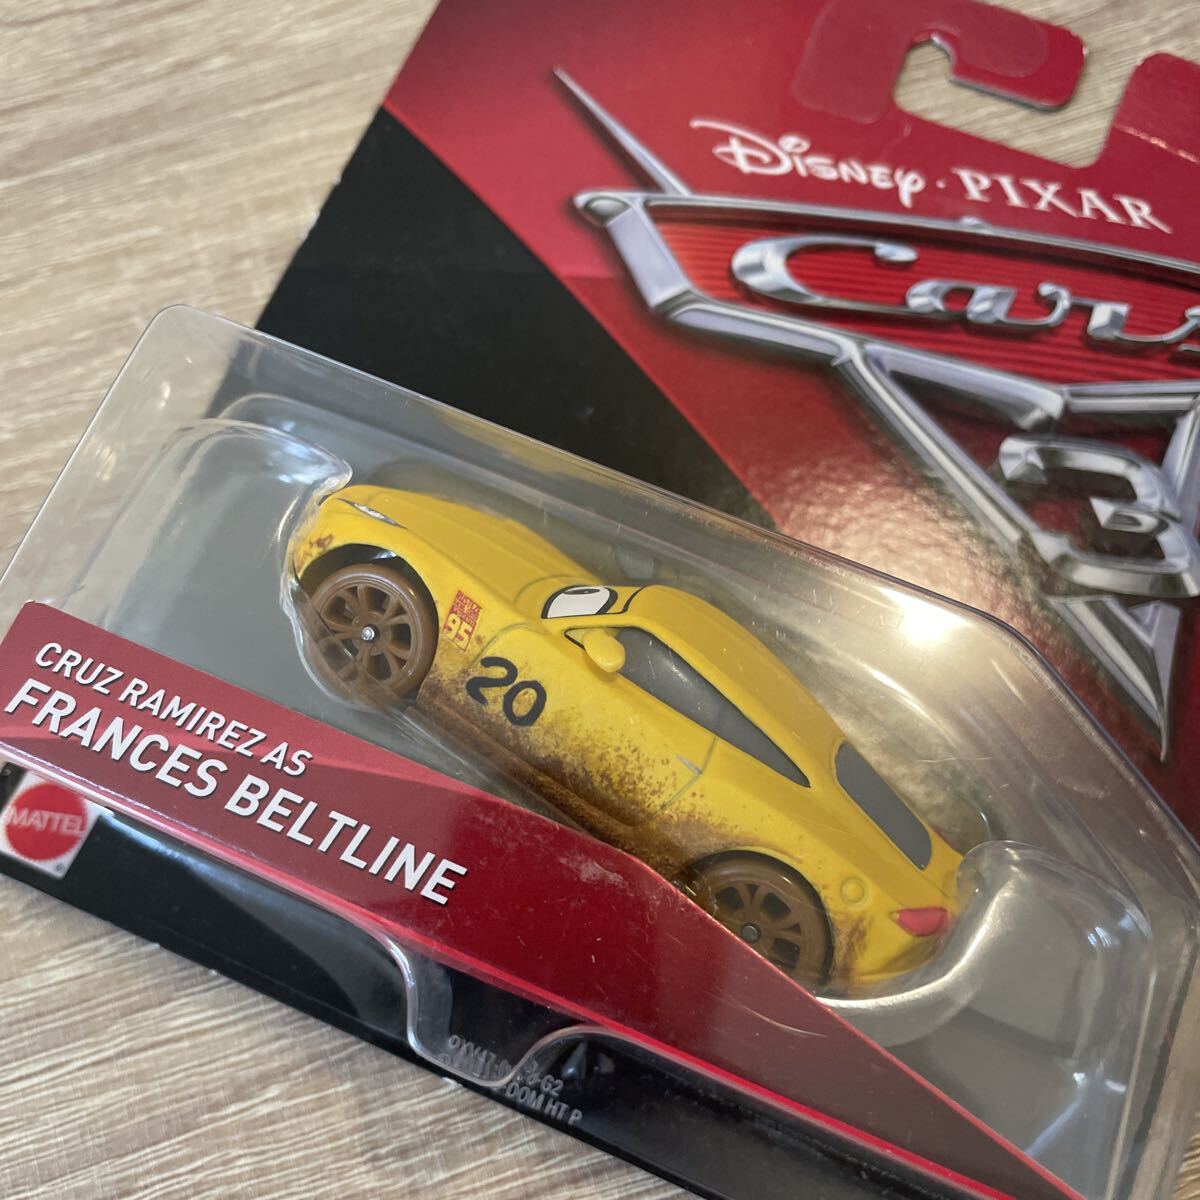 Disney · PIXAR
Cars
3
95
20
CRUZ RAMIREZ AS
FRANCES BELTLINE
MATTEL